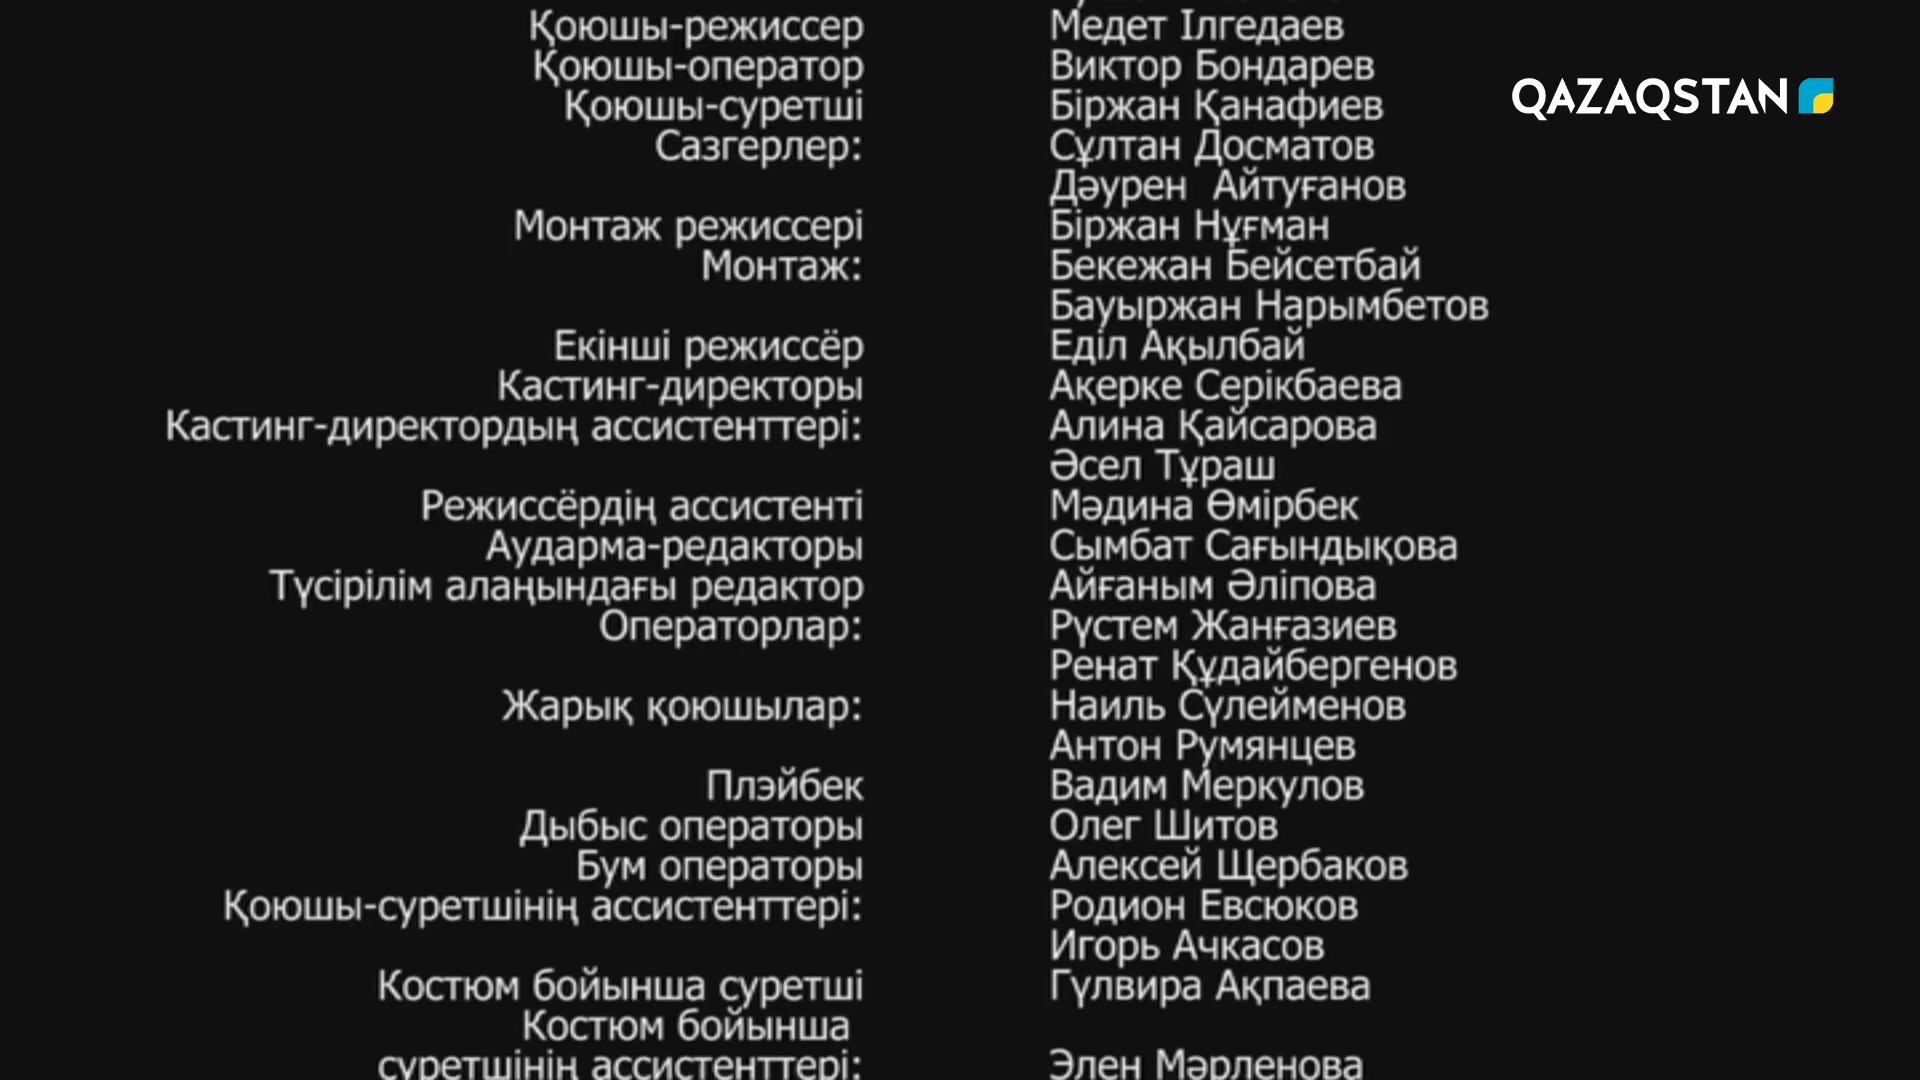 Қоюшы-режиссер Медет Ілгедаев
Қоюшы-оператор Виктор Бондарев
Қоюшы-суретші Біржан Қанафиев
QAZAQSTAN
Сазгерлер: Сұлтан Досматов
Дәурен Айтуғанов
Монтаж режиссері Біржан Нұғман
Монтаж: Бекежан Бейсетбай
Бауыржан Нарымбетов
Екінші режиссёр Еділ Ақылбай
Кастинг-директоры Ақерке Серікбаева
Кастинг-директордың ассистенттері: Алина Қайсарова
Әсел Тұраш
Режиссёрдің ассистенті Мәдина Өмірбек
Аударма-редакторы Сымбат Сағындықова
Түсірілім алаңындағы редактор Айғаным Әліпова
Операторлар: Рүстем Жанғазиев
Ренат Құдайбергенов
Жарық қоюшылар: Наиль Сүлейменов
Антон Румянцев
Плэйбек Вадим Меркулов
Дыбыс операторы Олег Шитов
Бум операторы Алексей Щербаков
Қоюшы-суретшінің ассистенттері: Родион Евсюков
Игорь Ачкасов
Костюм бойынша суретші Гүлвира Ақпаева
Костюм бойынша
суретшінің ассистенттері: Элен Мәрленова